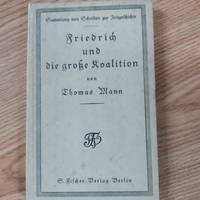 Sammlung von Schriften zur Zeitgeschichte
Friedrich
und
die große Koalition
von
Thomas Mann
S. Fischer-Verlag-Berlin